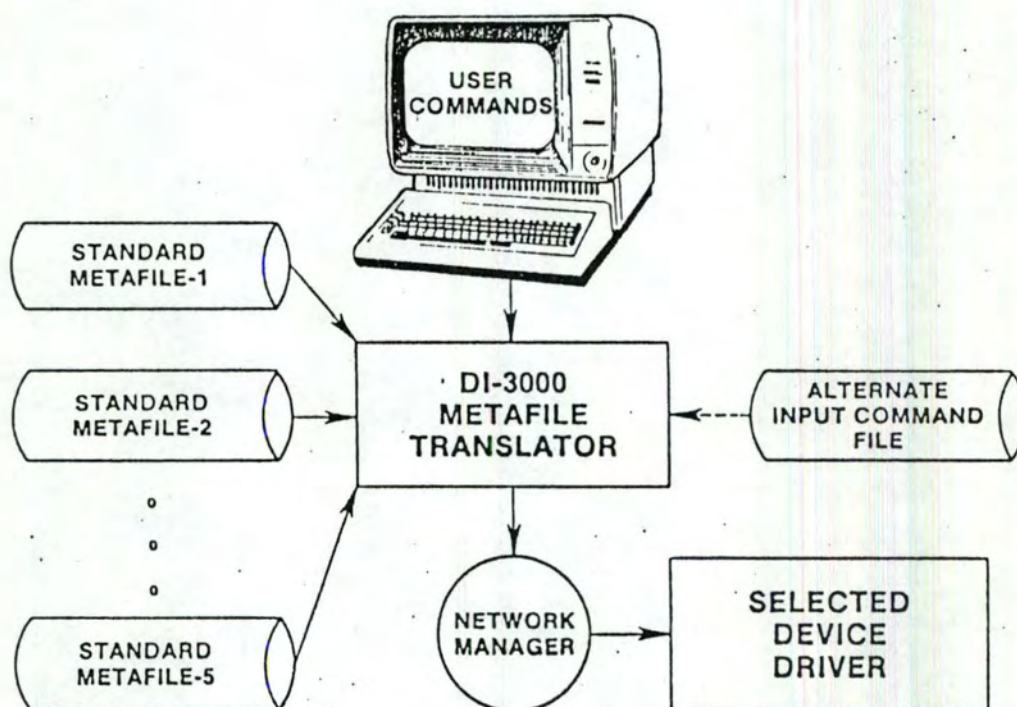 USER
COMMANDS
STANDARD
METAFILE-1
DI-3000
METAFILE
TRANSLATOR
STANDARD
METAFILE-2
ALTERNATE
INPUT COMMAND
FILE
STANDARD
METAFILE-5
NETWORK
MANAGER
SELECTED
DEVICE
DRIVER